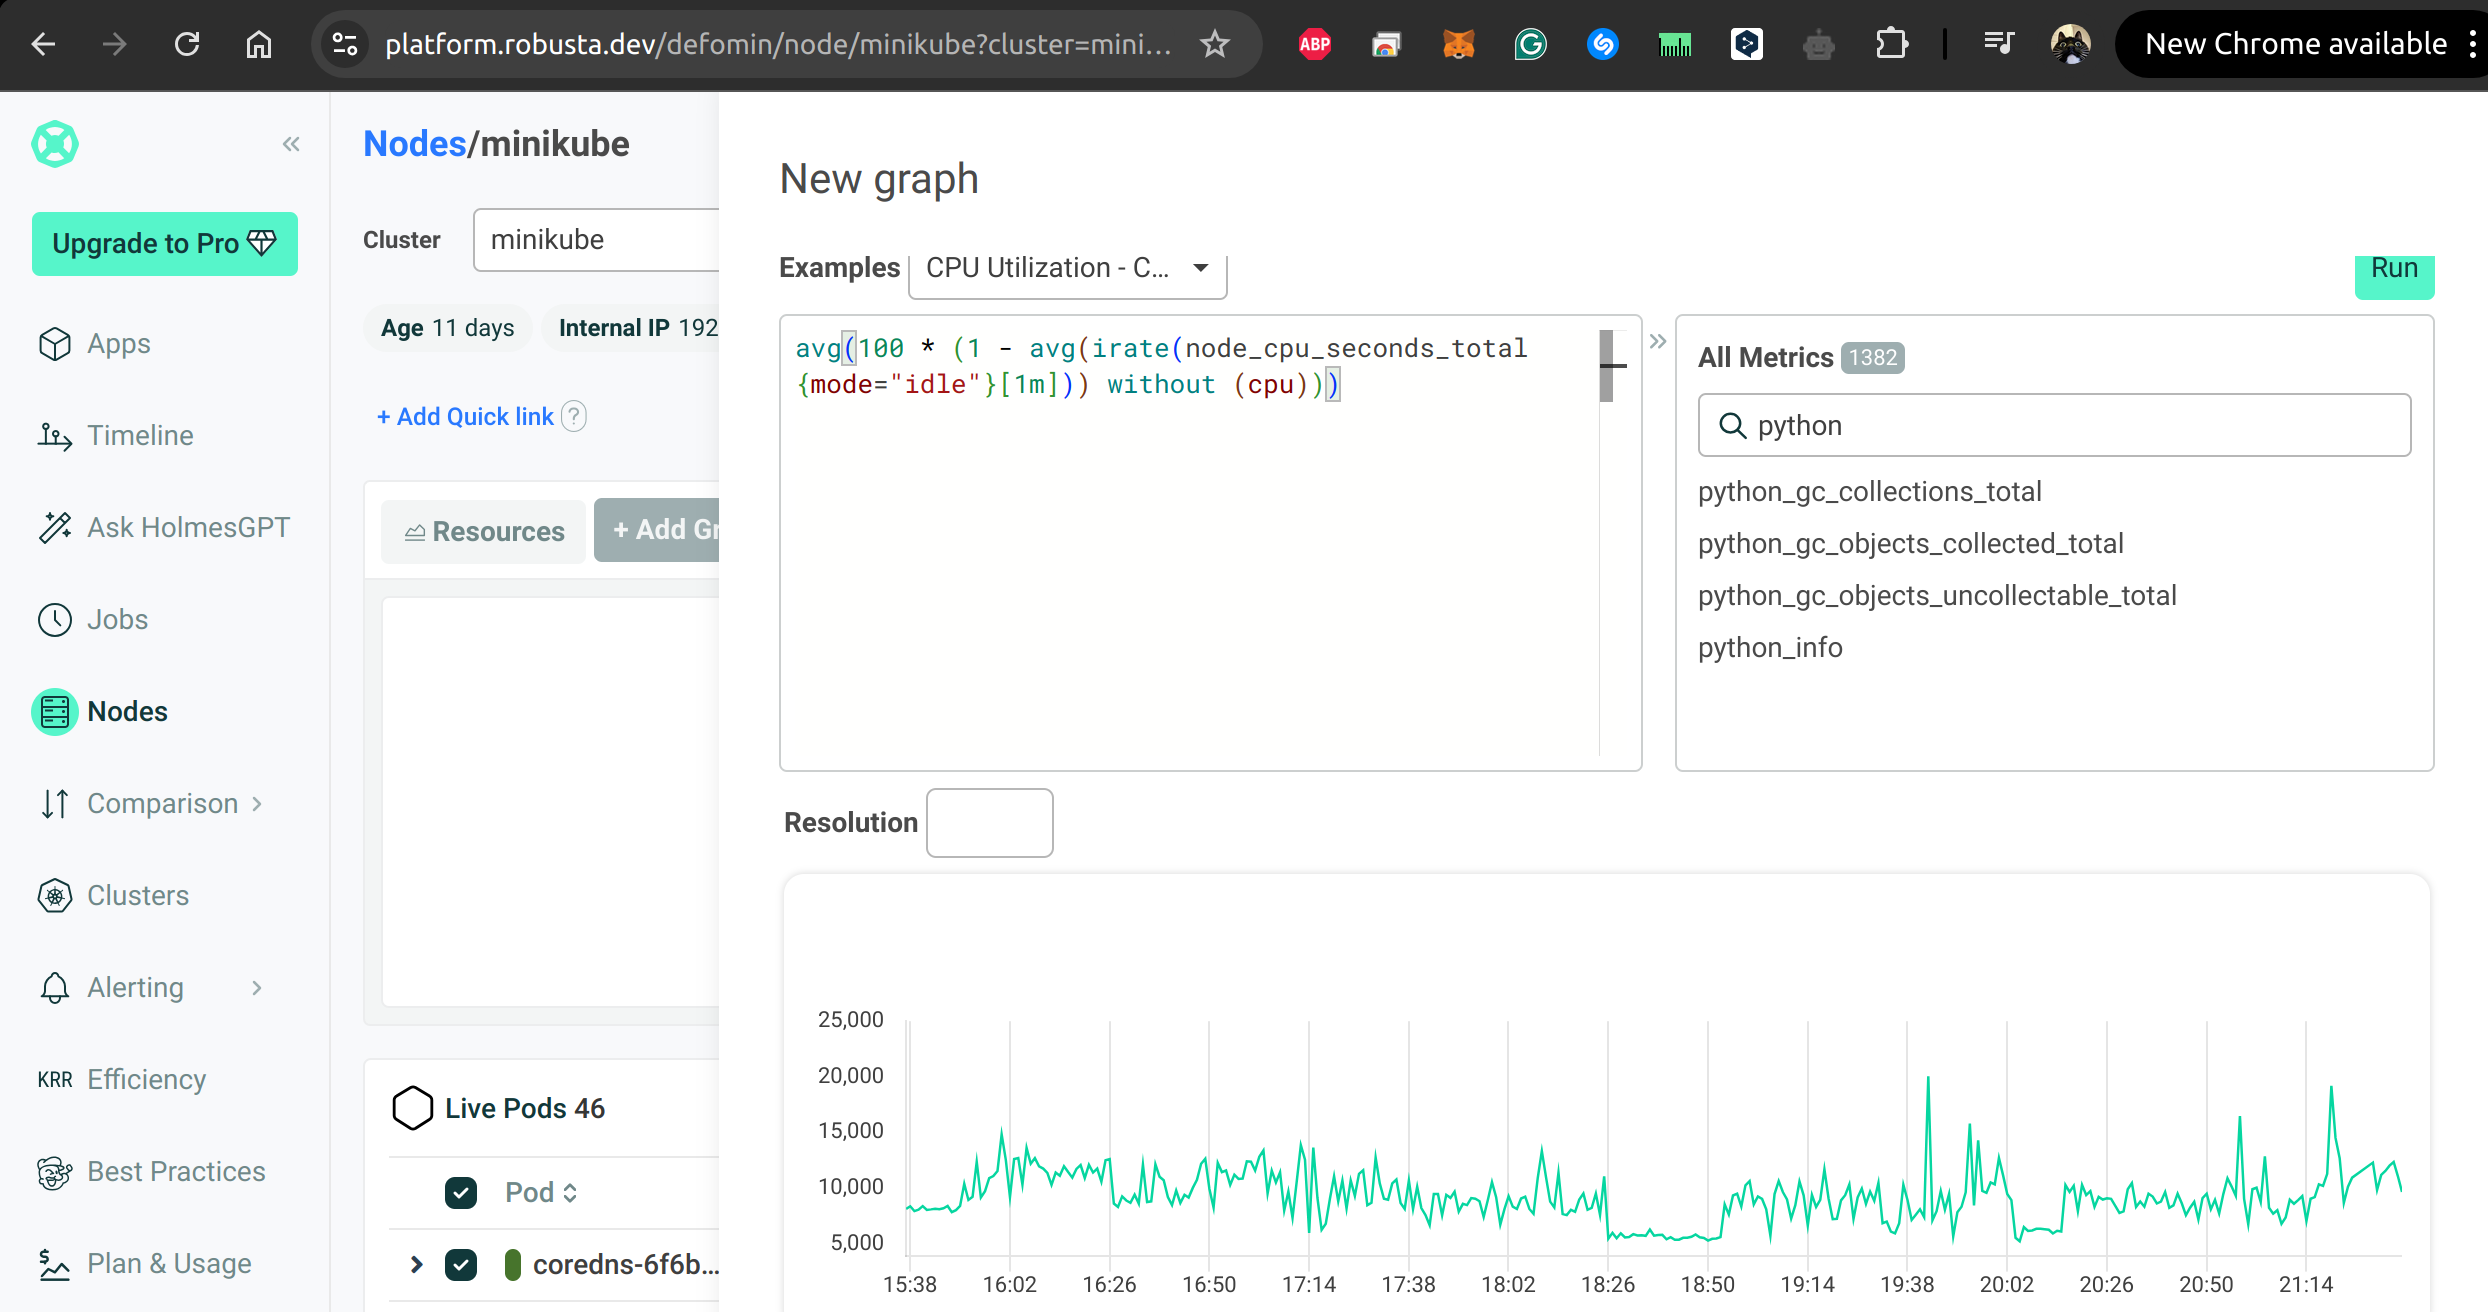 platform.robusta.dev/defomin/node/minikube?cluster=mini...
ABP
New Chrome available
Upgrade to Pro
Apps
Timeline
Ask HolmesGPT
Jobs
Nodes
Comparison
Clusters
Alerting
KRR Efficiency
Best Practices
Plan & Usage
Nodes/minikube
Cluster minikube
Age 11 days Internal IP 192
+ Add Quick link ?
Resources + Add Gr
Live Pods 46
Pod
coredns-6f6b...
New graph
Examples CPU Utilization - C... Run
avg(100 * (1 - avg(irate(node_cpu_seconds_total
{mode="idle"}[1m])) without (cpu)))
All Metrics 1382
python
python_gc_collections_total
python_gc_objects_collected_total
python_gc_objects_uncollectable_total
python_info
Resolution
25,000
20,000
15,000
10,000
5,000
15:38 16:02 16:26 16:50 17:14 17:38 18:02 18:26 18:50 19:14 19:38 20:02 20:26 20:50 21:14